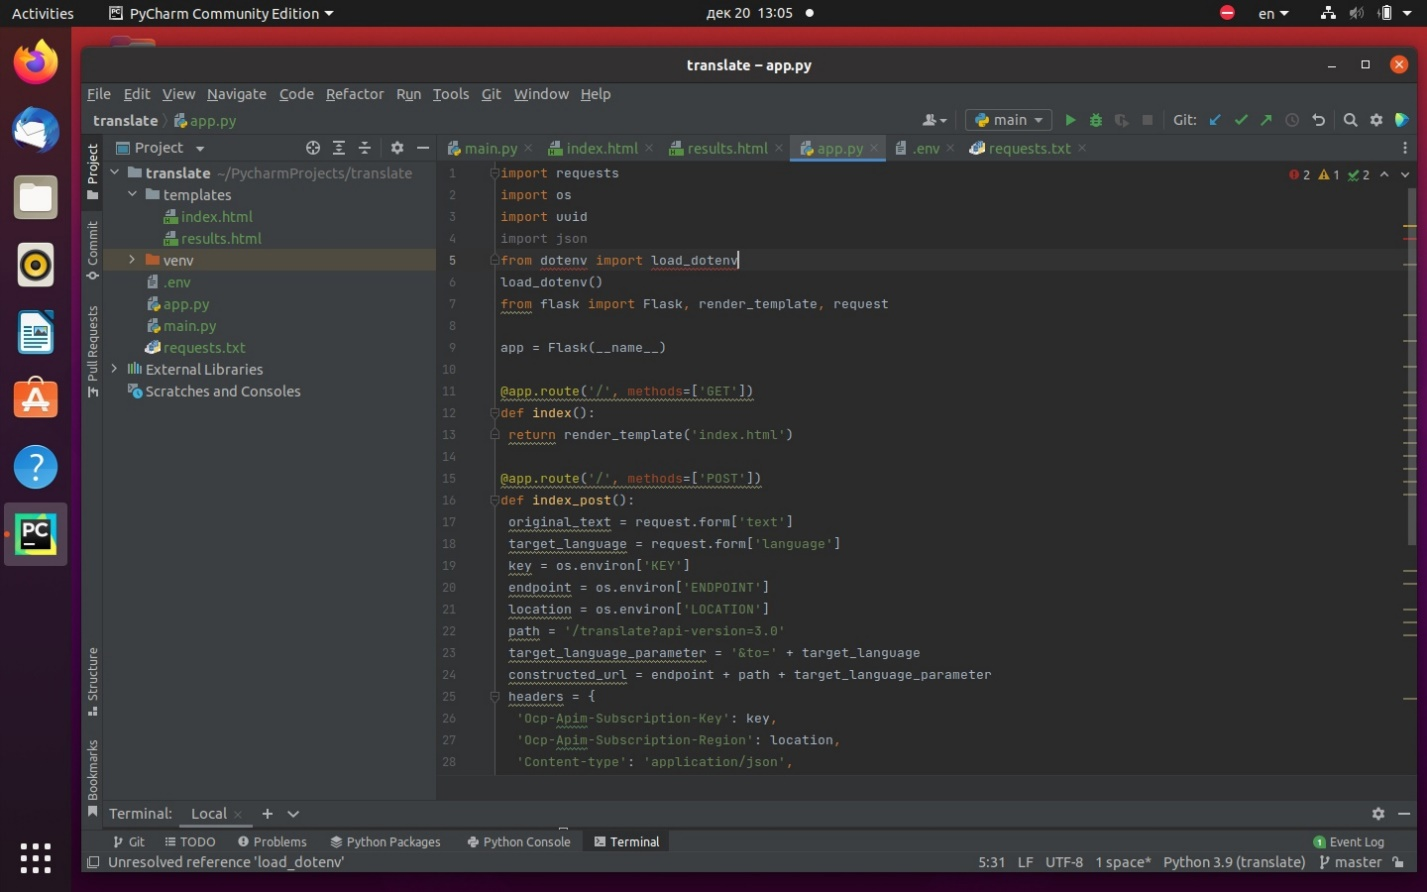 Activities PyCharm Community Edition дек 20 13:05 en
translate – app.py
File Edit View Navigate Code Refactor Run Tools Git Window Help
translate app.py main Git:
Project main.py index.html results.html app.py .env requests.txt
Project
Commit
Pull Requests
Structure
Bookmarks
translate ~/PycharmProjects/translate
templates
index.html
results.html
venv
.env
app.py
main.py
requests.txt
External Libraries
Scratches and Consoles
2 1 2
1 import requests
2 import os
3 import uuid
4 import json
5 from dotenv import load_dotenv
6 load_dotenv()
7 from flask import Flask, render_template, request
8
9 app = Flask(__name__)
10
11 @app.route('/', methods=['GET'])
12 def index():
13 return render_template('index.html')
14
15 @app.route('/', methods=['POST'])
16 def index_post():
17 original_text = request.form['text']
18 target_language = request.form['language']
19 key = os.environ['KEY']
20 endpoint = os.environ['ENDPOINT']
21 location = os.environ['LOCATION']
22 path = '/translate?api-version=3.0'
23 target_language_parameter = '&to=' + target_language
24 constructed_url = endpoint + path + target_language_parameter
25 headers = {
26 'Ocp-Apim-Subscription-Key': key,
27 'Ocp-Apim-Subscription-Region': location,
28 'Content-type': 'application/json',
Terminal: Local
Git TODO Problems Python Packages Python Console Terminal 1 Event Log
Unresolved reference 'load_dotenv' 5:31 LF UTF-8 1 space* Python 3.9 (translate) master
PC